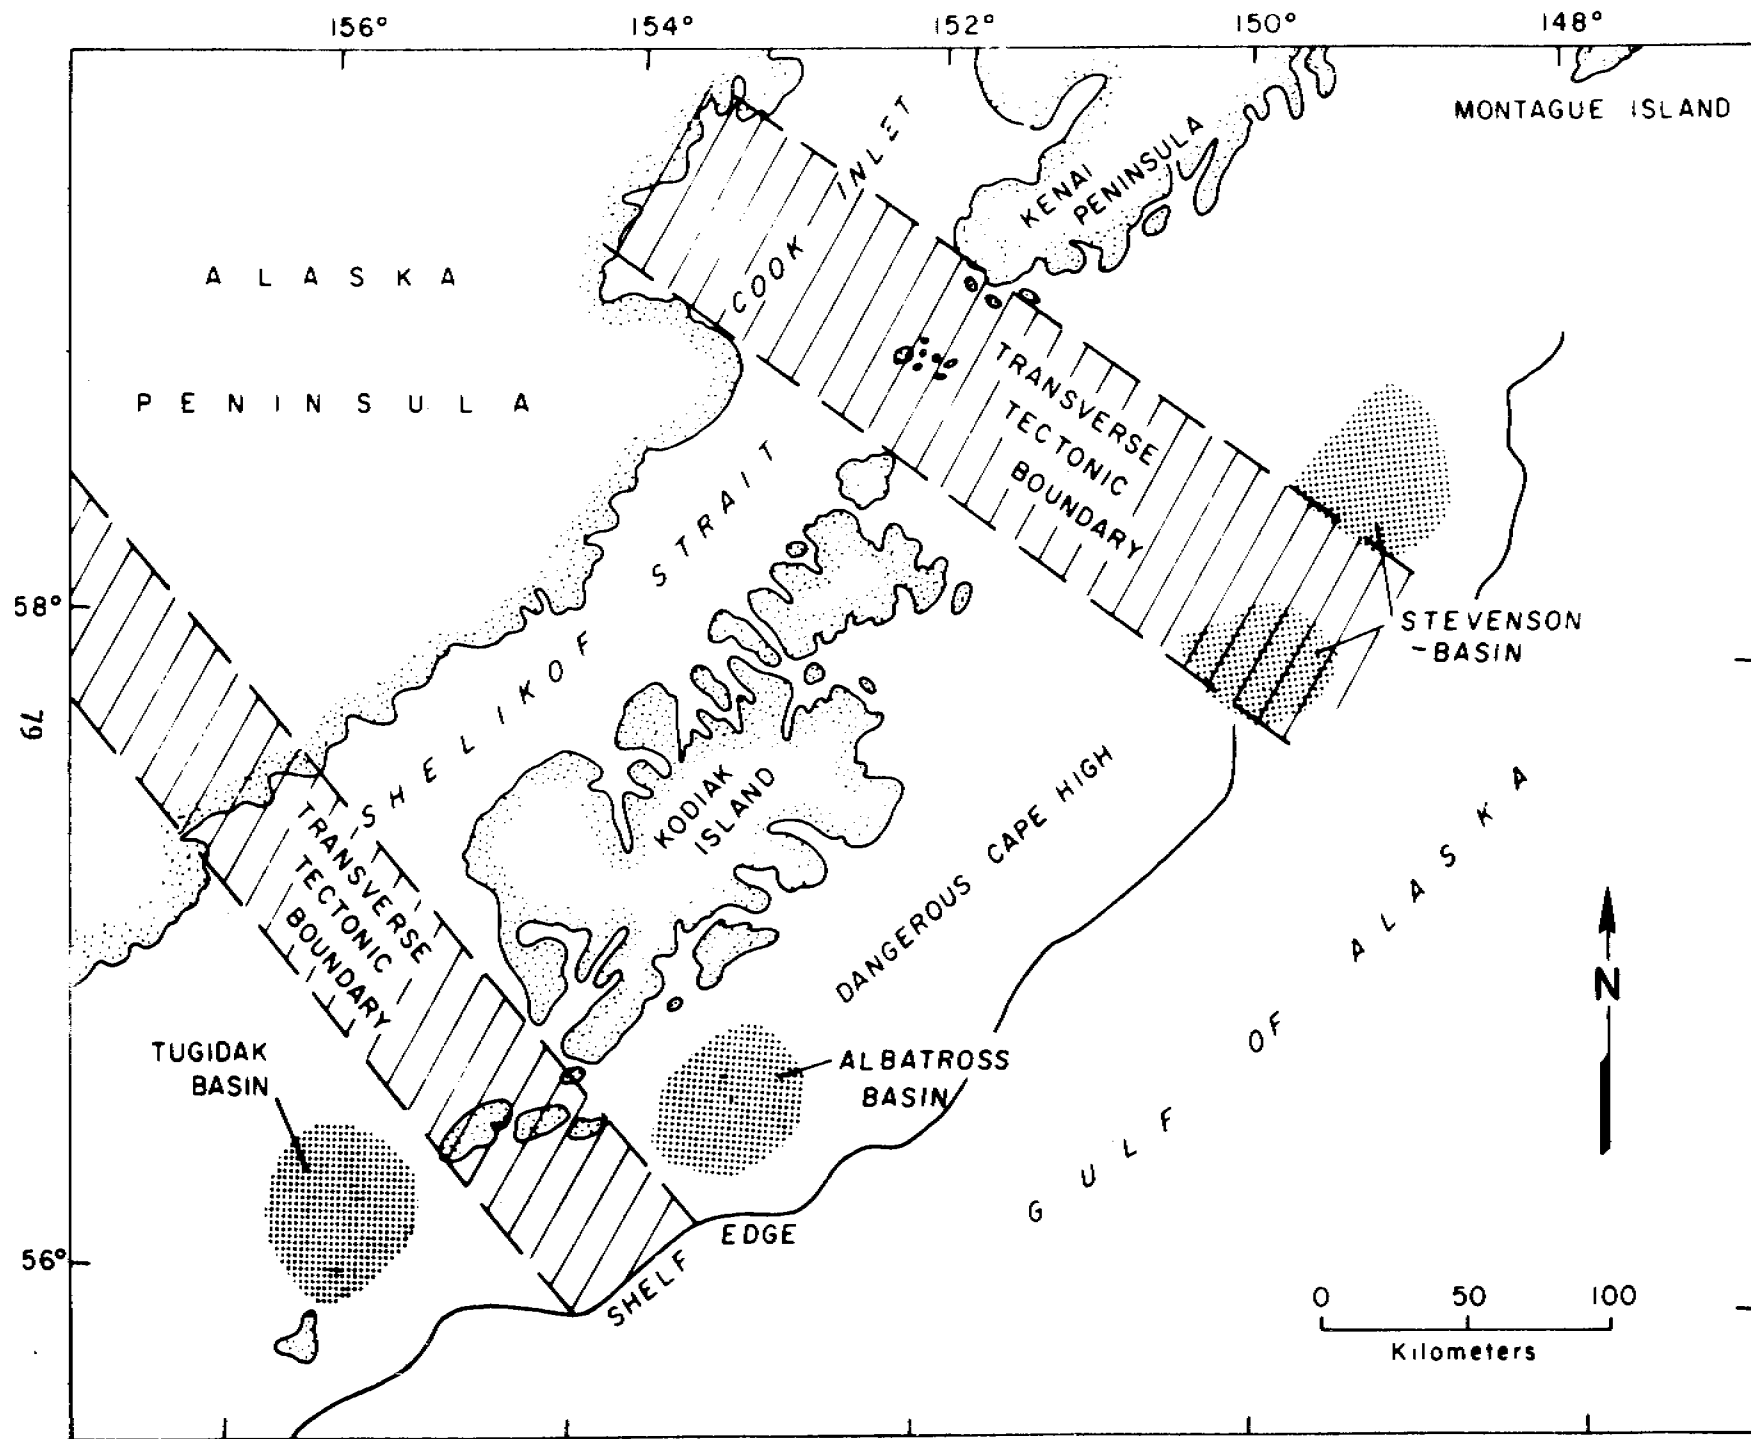 156° 154° 152° 150° 148°
MONTAGUE ISLAND
COOK INLET
KENAI
PENINSULA
ALASKA
PENINSULA
TRANSVERSE
TECTONIC
BOUNDARY
SHELIKOF STRAIT
58°
STEVENSON
-BASIN
79
KODIAK
ISLAND
DANGEROUS CAPE HIGH
TRANSVERSE
TECTONIC
BOUNDARY
GULF OF ALASKA
N
TUGIDAK
BASIN
ALBATROSS
BASIN
SHELF EDGE
56°
0 50 100
Kilometers